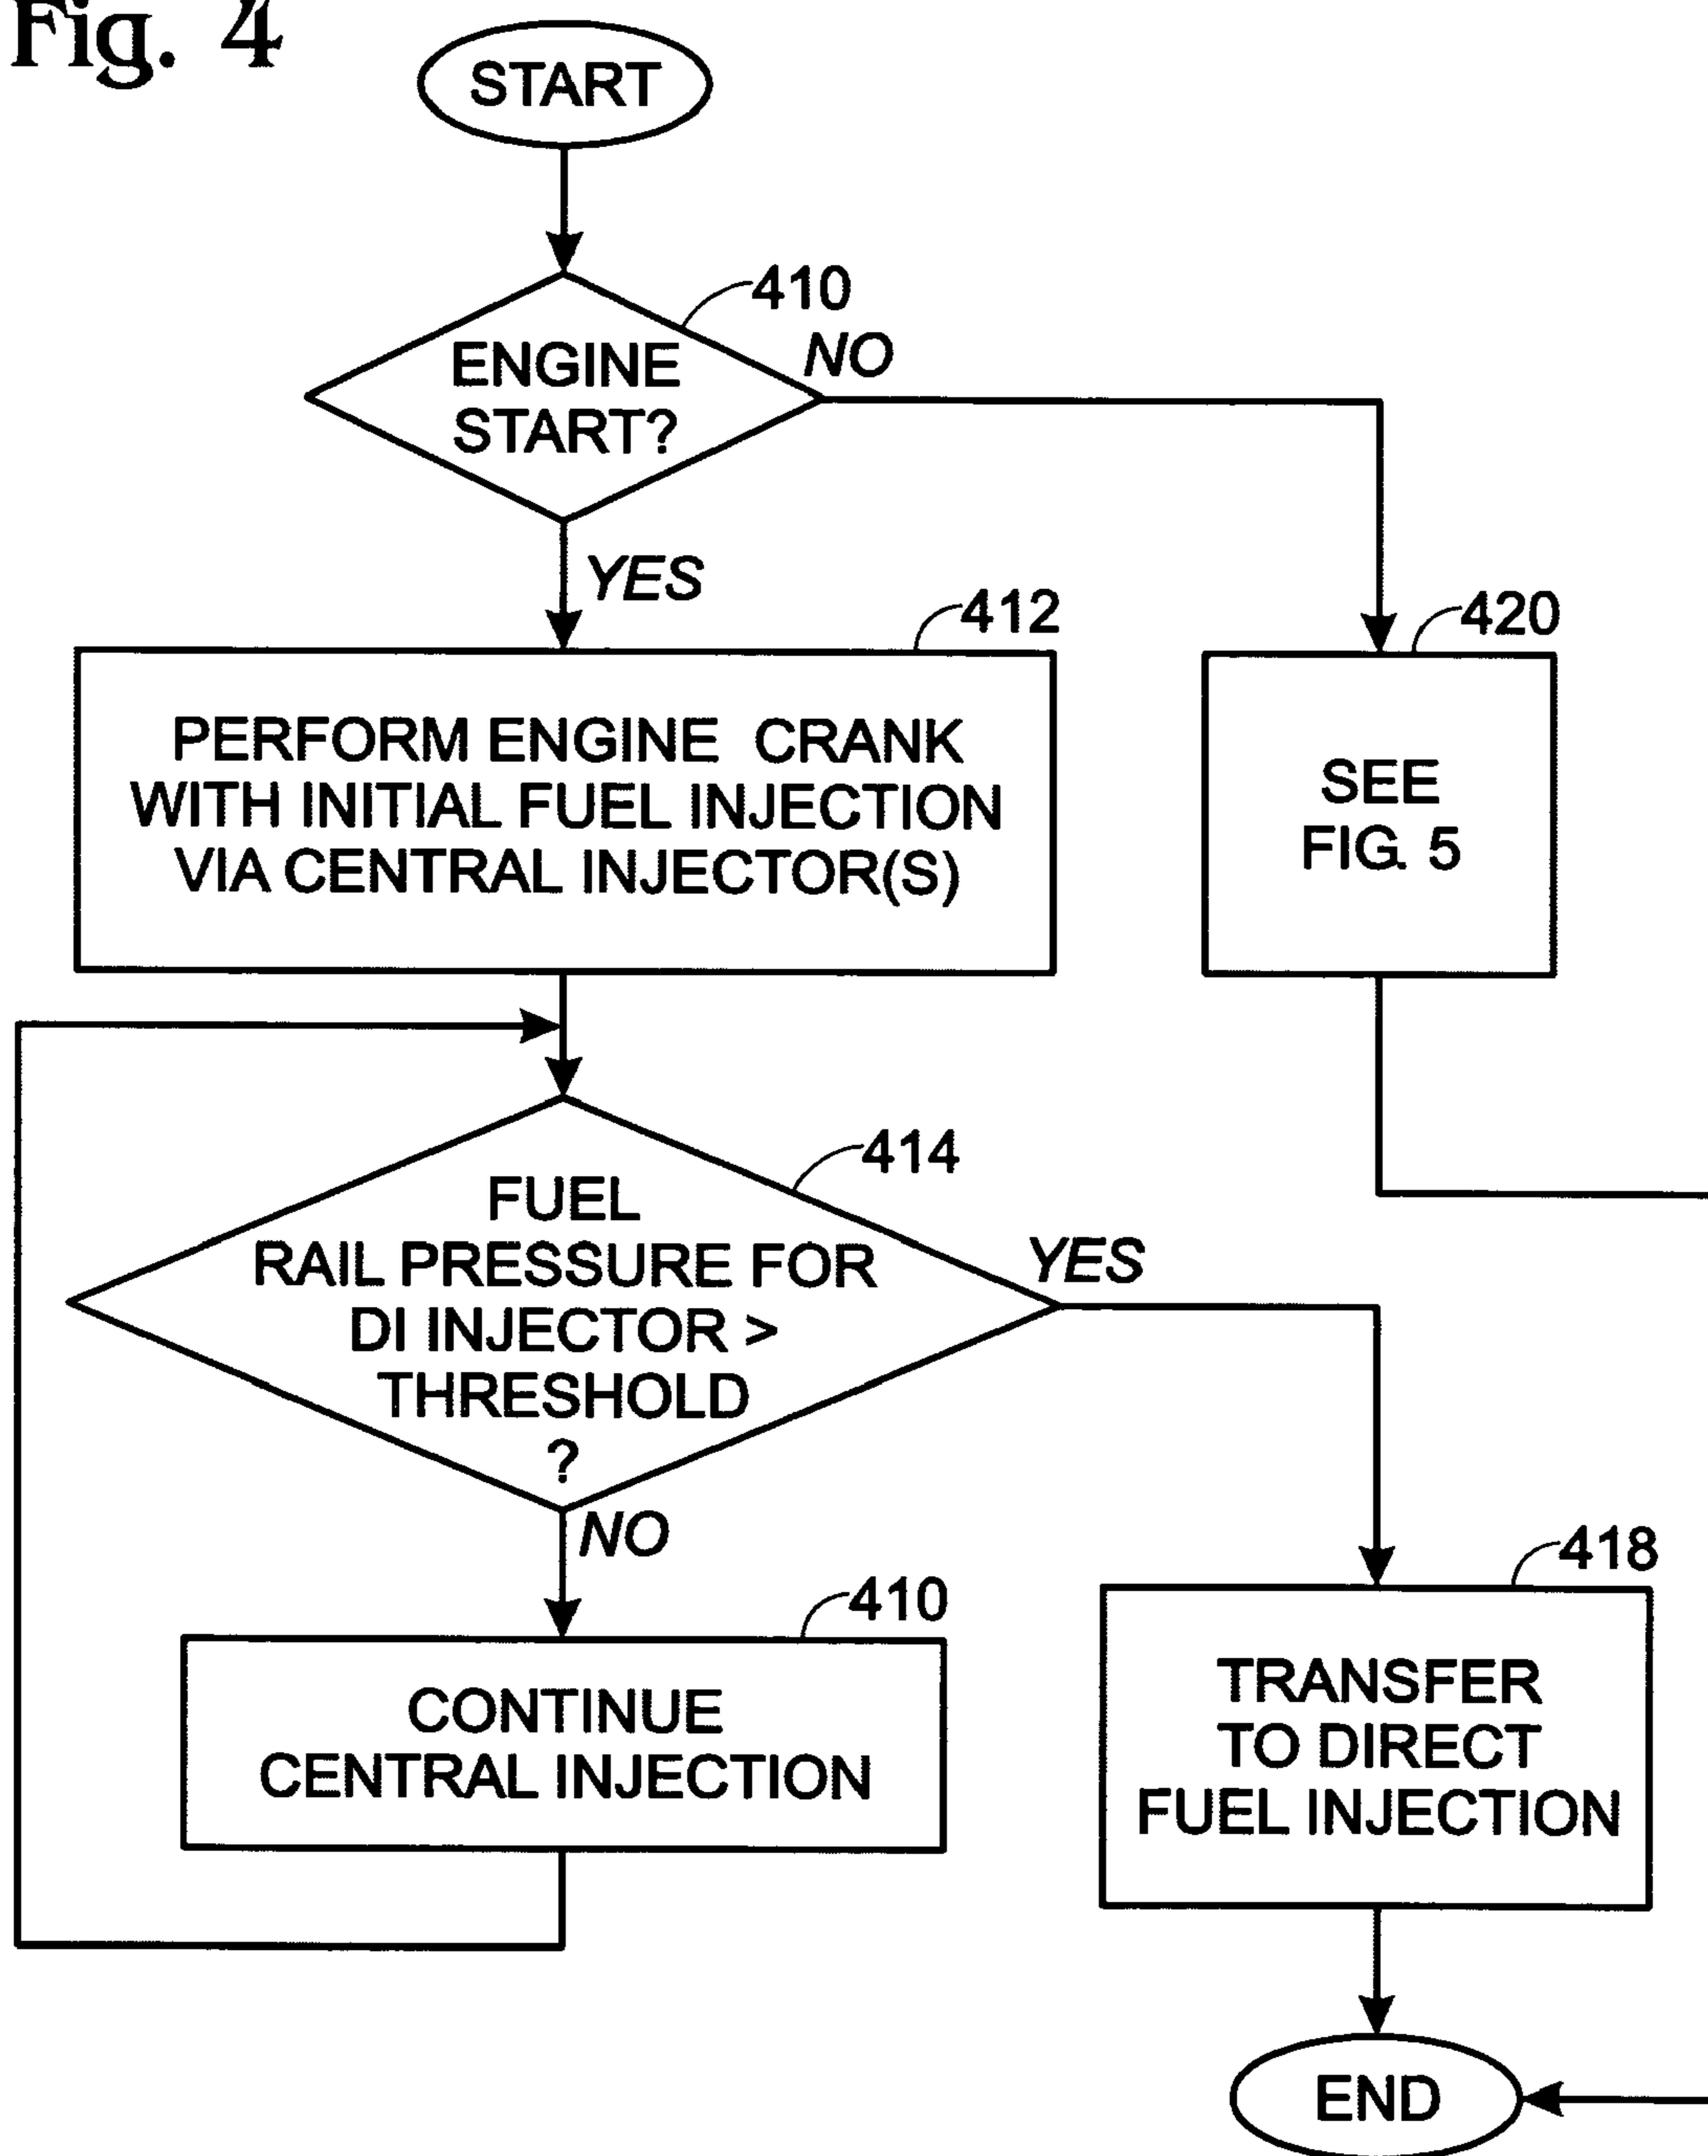 Fig. 4
START
410
ENGINE
START?
NO
YES
412
PERFORM ENGINE CRANK
WITH INITIAL FUEL INJECTION
VIA CENTRAL INJECTOR(S)
420
SEE
FIG. 5
414
FUEL
RAIL PRESSURE FOR
DI INJECTOR >
THRESHOLD
?
YES
NO
410
CONTINUE
CENTRAL INJECTION
418
TRANSFER
TO DIRECT
FUEL INJECTION
END